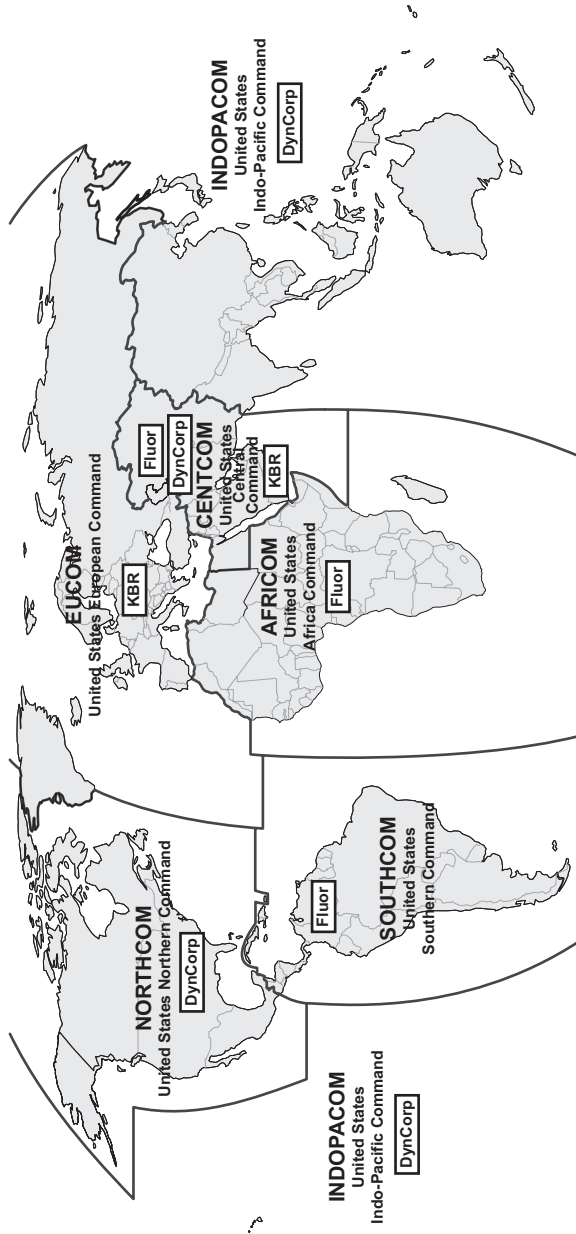 NORTHCOM
United States Northern Command
DynCorp
INDOPACOM
United States
Indo-Pacific Command
DynCorp
SOUTHCOM
United States
Southern Command
Fluor
EUCOM
United States European Command
KBR
AFRICOM
United States
Africa Command
Fluor
Fluor
DynCorp
CENTCOM
United States
Central
Command
KBR
INDOPACOM
United States
Indo-Pacific Command
DynCorp